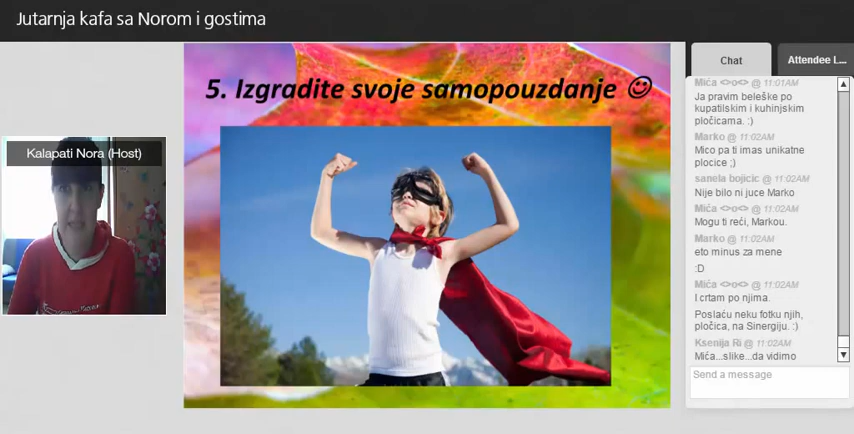 Jutarnja kafa sa Norom i gostima
Kalapati Nora (Host)
5. Izgradite svoje samopouzdanje ☺
Chat
Attendee L...
Mića <>o<> @ 11:01AM
Ja pravim beleške po
kupatilskim i kuhinjskim
pločicama. :)
Marko @ 11:02AM
Mico pa ti imas unikatne
plocice ;)
sanela bojicic @ 11:02AM
Nije bilo ni juce Marko
Mića <>o<> @ 11:02AM
Mogu ti reći, Markou.
Marko @ 11:02AM
eto minus za mene
:D
Mića <>o<> @ 11:02AM
I crtam po njima.
Poslaću neku fotku njih,
pločica, na Sinergiju. :)
Ksenija Ri @ 11:02AM
Mića...slike...da vidimo
Send a message